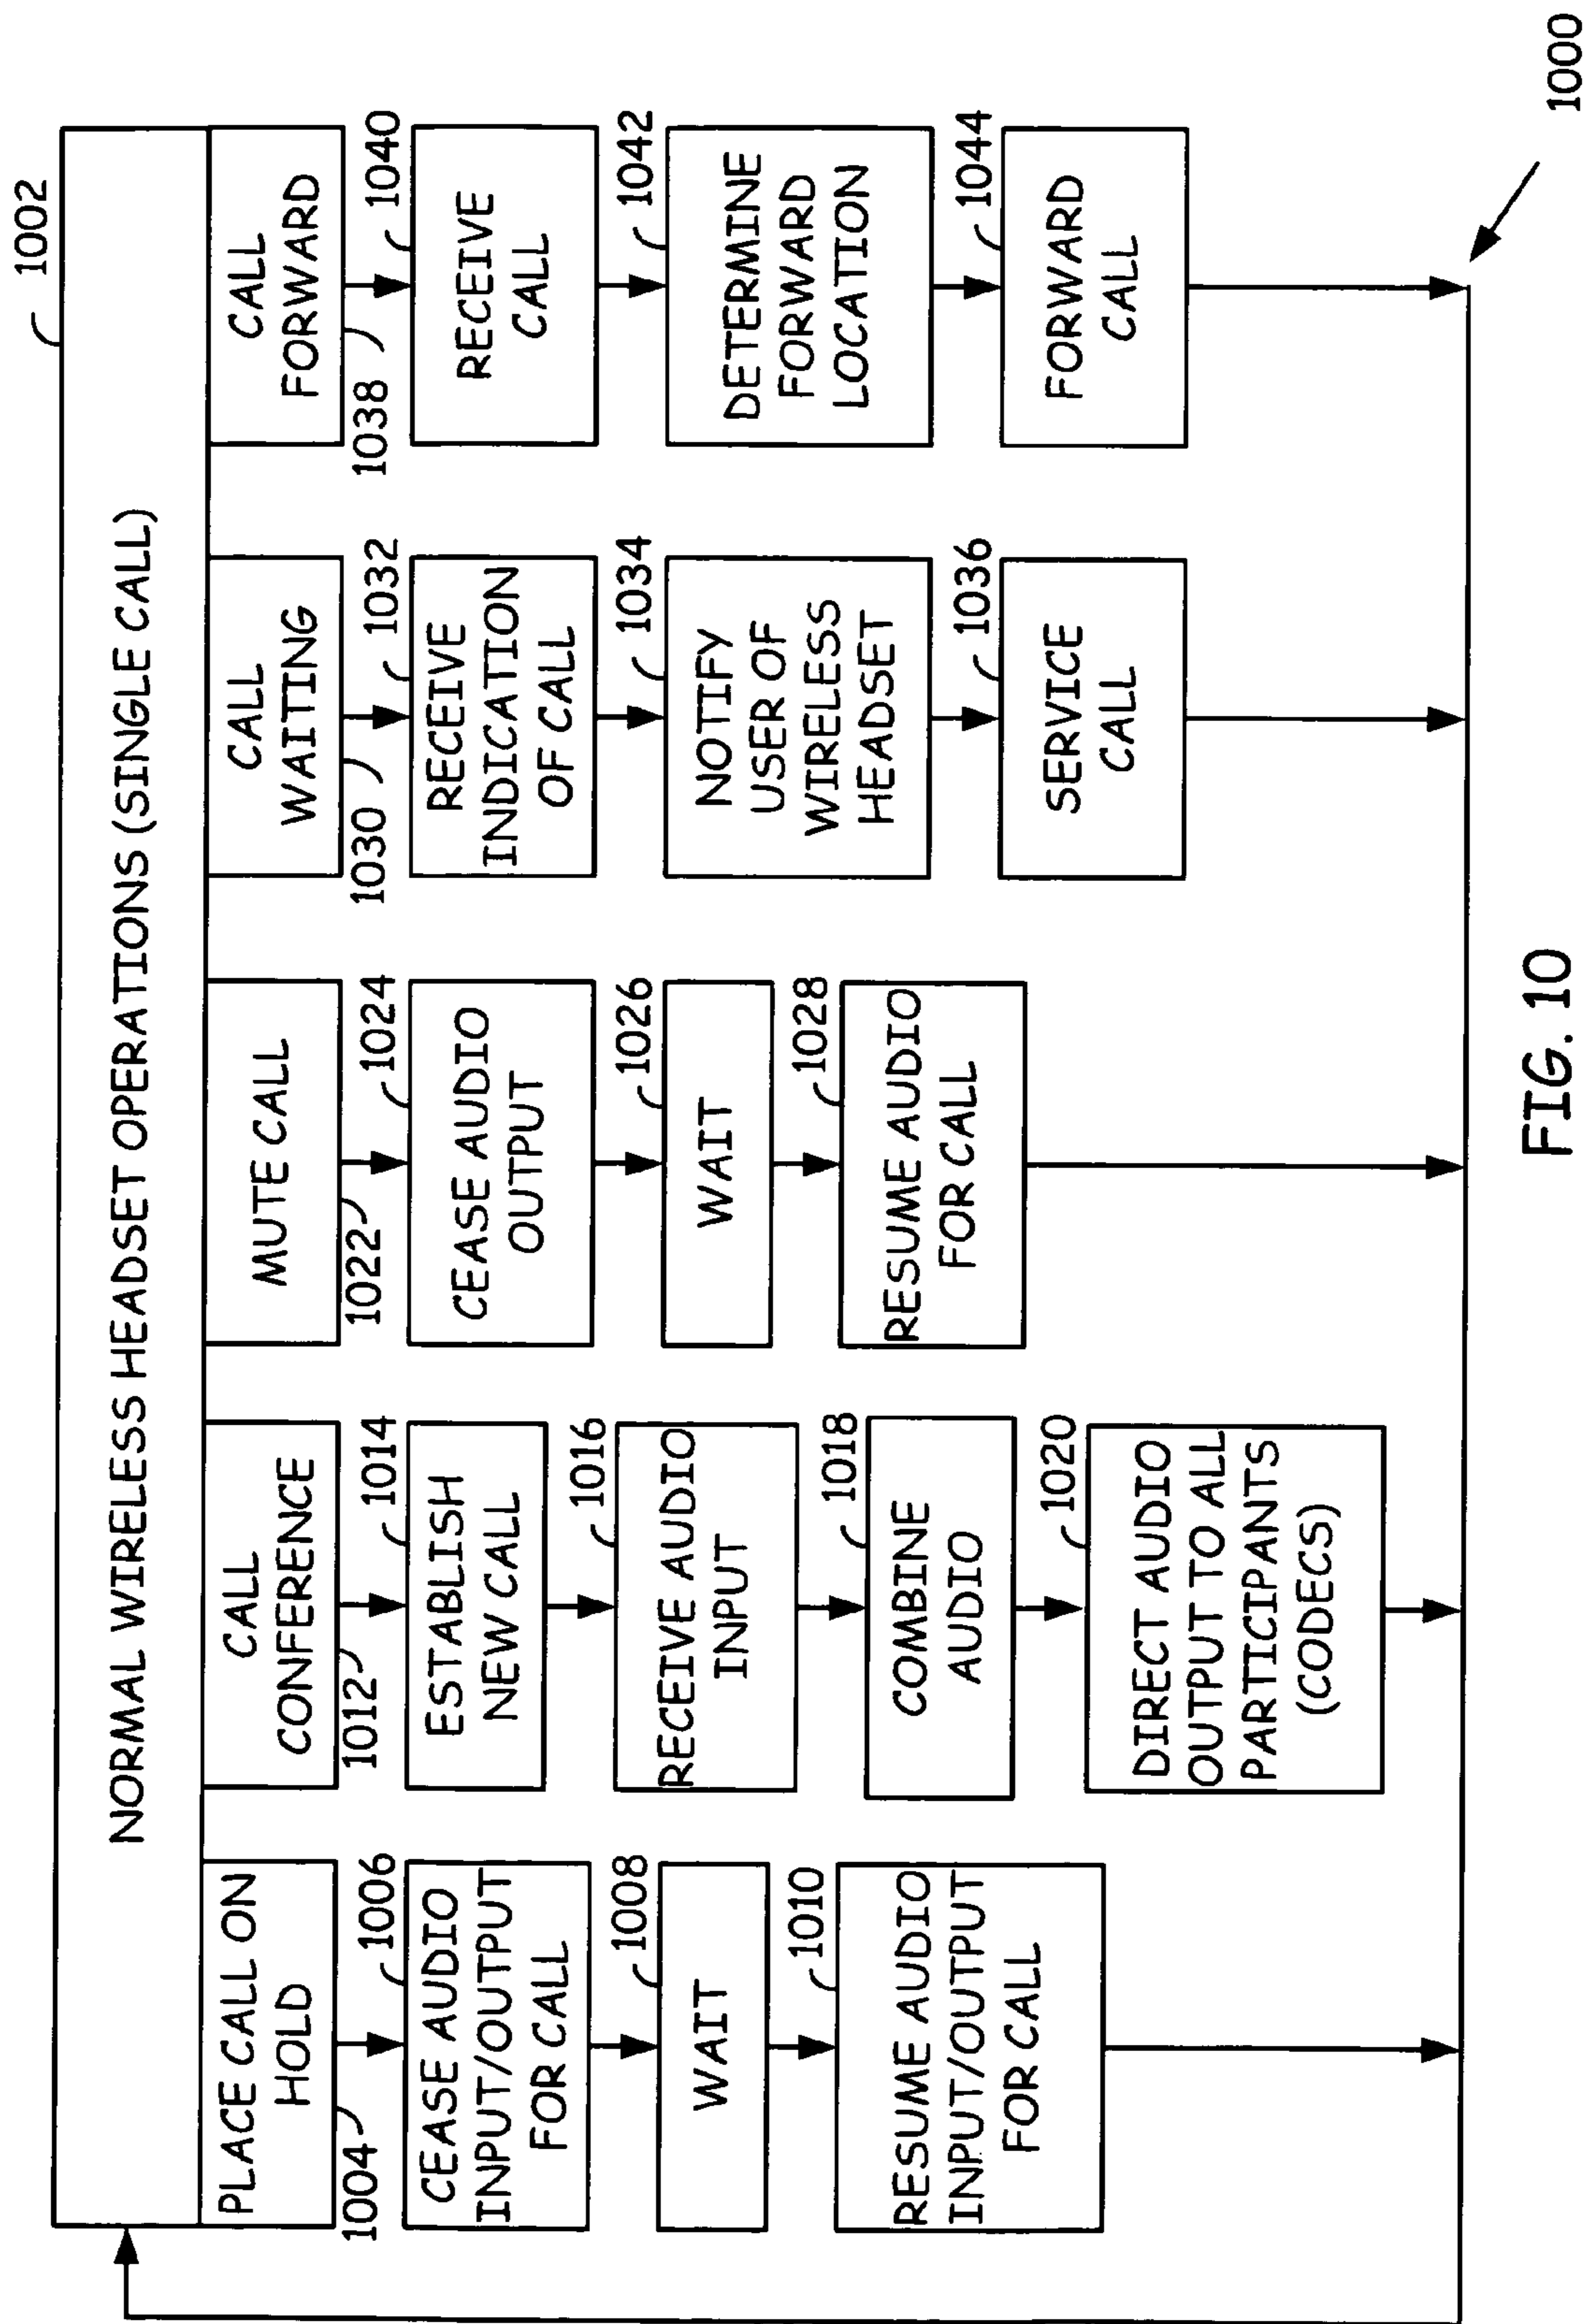 1002
NORMAL WIRELESS HEADSET OPERATIONS (SINGLE CALL)
PLACE CALL ON
HOLD
1004
1006
CEASE AUDIO
INPUT/OUTPUT
FOR CALL
1008
WAIT
1010
RESUME AUDIO
INPUT/OUTPUT
FOR CALL
CALL
CONFERENCE
1012
1014
ESTABLISH
NEW CALL
1016
RECEIVE AUDIO
INPUT
1018
COMBINE
AUDIO
1020
DIRECT AUDIO
OUTPUT TO ALL
PARTICIPANTS
(CODECS)
MUTE CALL
1022
1024
CEASE AUDIO
OUTPUT
1026
WAIT
1028
RESUME AUDIO
FOR CALL
CALL
WAITING
1030
1032
RECEIVE
INDICATION
OF CALL
1034
NOTIFY
USER OF
WIRELESS
HEADSET
1036
SERVICE
CALL
CALL
FORWARD
1038
1040
RECEIVE
CALL
1042
DETERMINE
FORWARD
LOCATION
1044
FORWARD
CALL
FIG. 10
1000